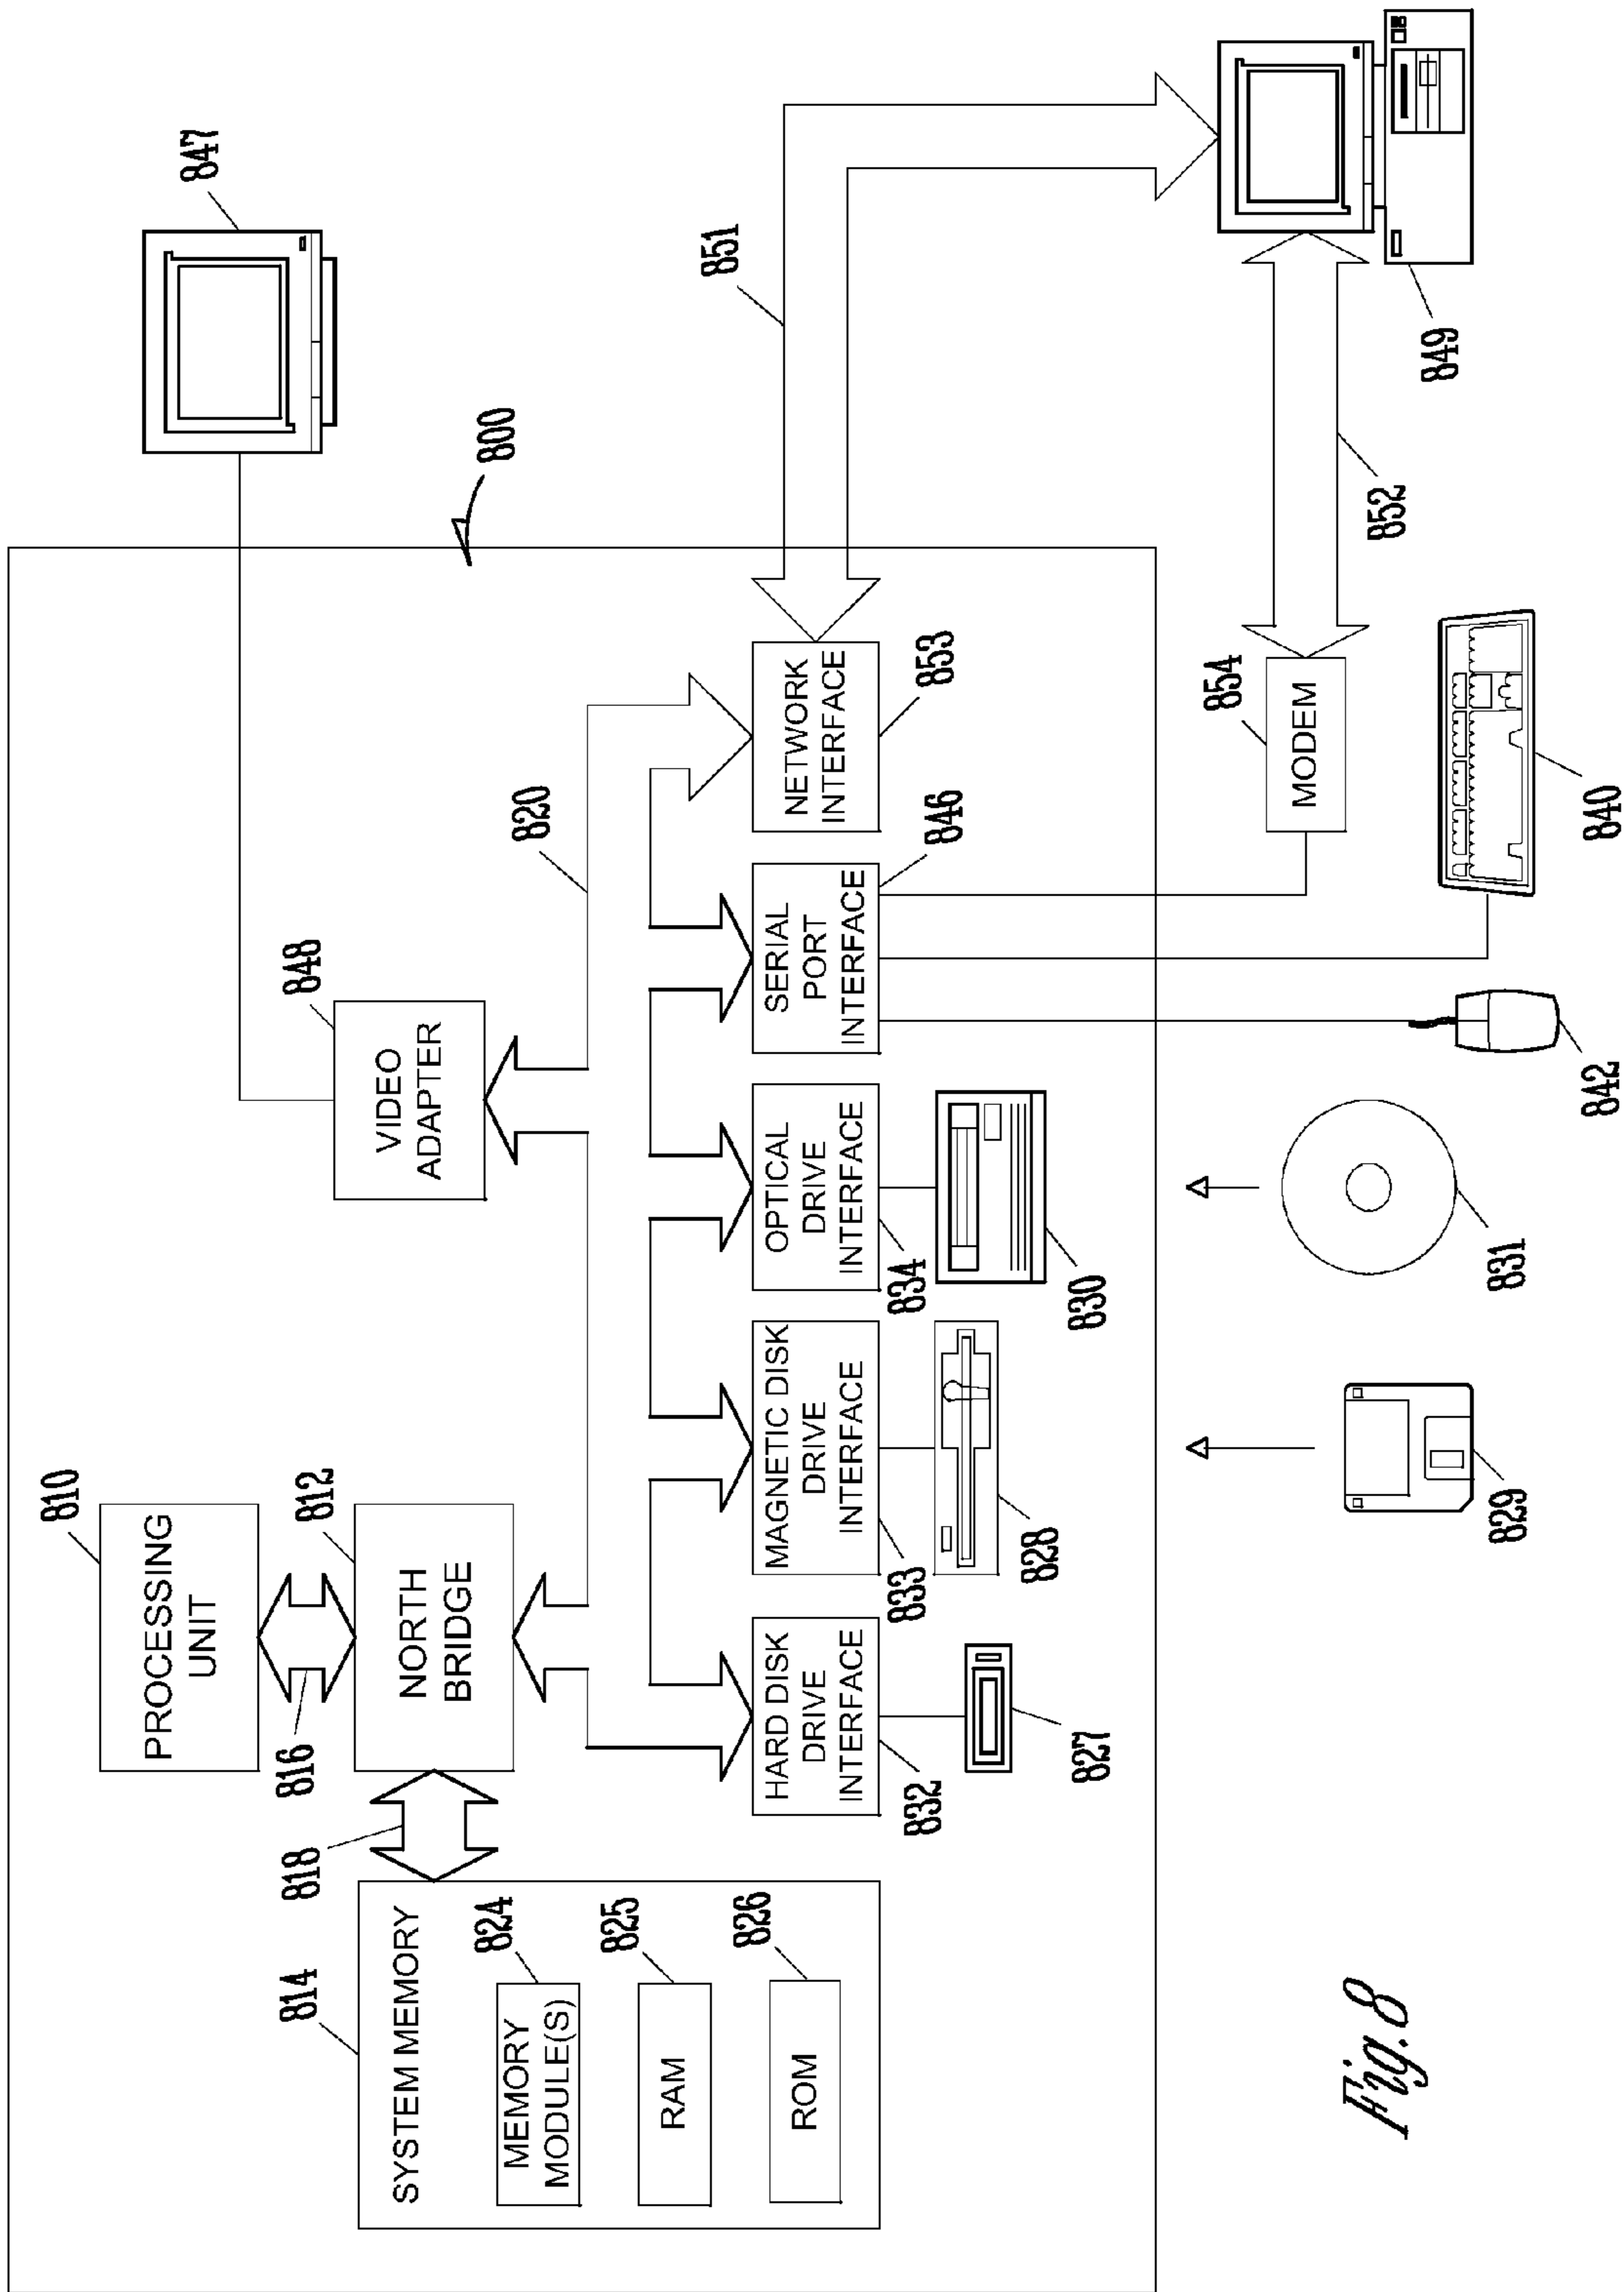 847
800
810
PROCESSING
UNIT
816
812
NORTH
BRIDGE
848
VIDEO
ADAPTER
820
851
818
814
SYSTEM MEMORY
824
MEMORY
MODULE(S)
825
RAM
826
ROM
HARD DISK
DRIVE
INTERFACE
832
827
MAGNETIC DISK
DRIVE
INTERFACE
833
828
OPTICAL
DRIVE
INTERFACE
834
830
SERIAL
PORT
INTERFACE
846
NETWORK
INTERFACE
853
854
MODEM
852
849
829
831
842
840
Fig. 8